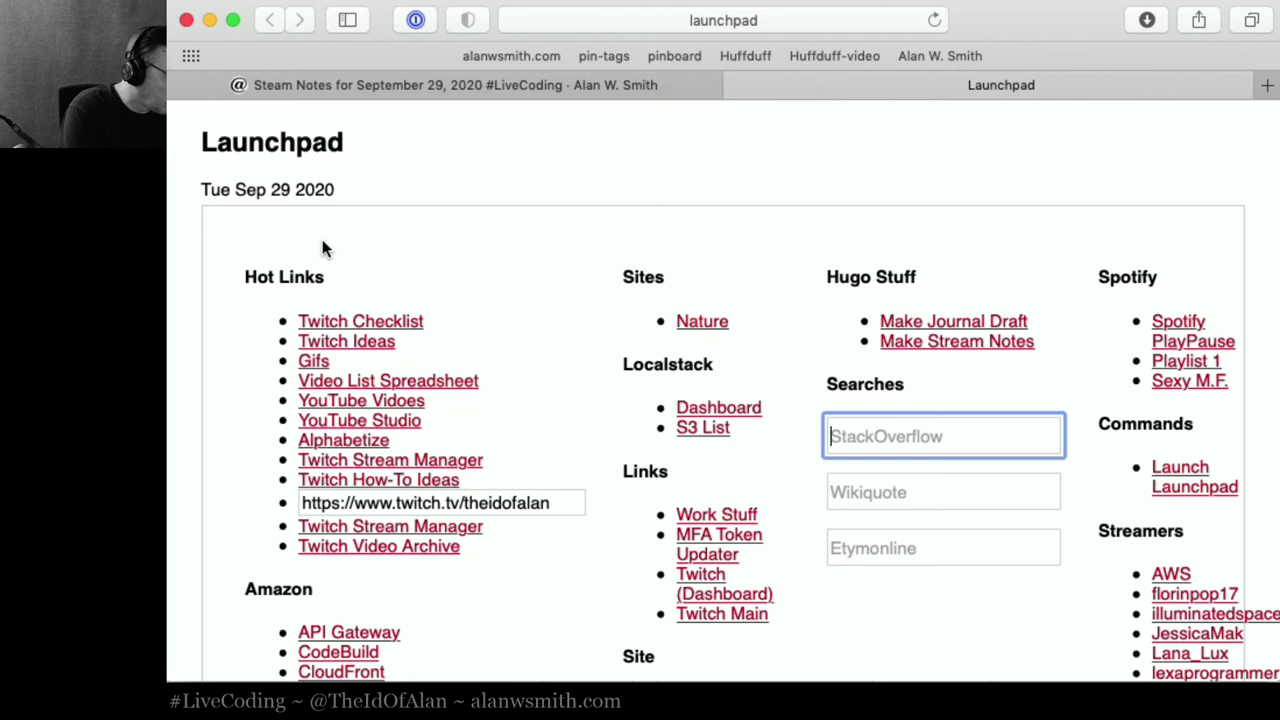 launchpad
alanwsmith.com pin-tags pinboard Huffduff Huffduff-video Alan W. Smith
@ Steam Notes for September 29, 2020 #LiveCoding · Alan W. Smith
Launchpad
Launchpad
Tue Sep 29 2020
Hot Links
Twitch Checklist
Twitch Ideas
Gifs
Video List Spreadsheet
YouTube Vidoes
YouTube Studio
Alphabetize
Twitch Stream Manager
Twitch How-To Ideas
https://www.twitch.tv/theidofalan
Twitch Stream Manager
Twitch Video Archive
Amazon
API Gateway
CodeBuild
CloudFront
Sites
Nature
Localstack
Dashboard
S3 List
Links
Work Stuff
MFA Token
Updater
Twitch
(Dashboard)
Twitch Main
Site
Hugo Stuff
Make Journal Draft
Make Stream Notes
Searches
StackOverflow
Wikiquote
Etymonline
Spotify
Spotify
PlayPause
Playlist 1
Sexy M.F.
Commands
Launch
Launchpad
Streamers
AWS
florinpop17
illuminatedspace
JessicaMak
Lana_Lux
lexaprogrammer
#LiveCoding ~ @TheIdOfAlan ~ alanwsmith.com